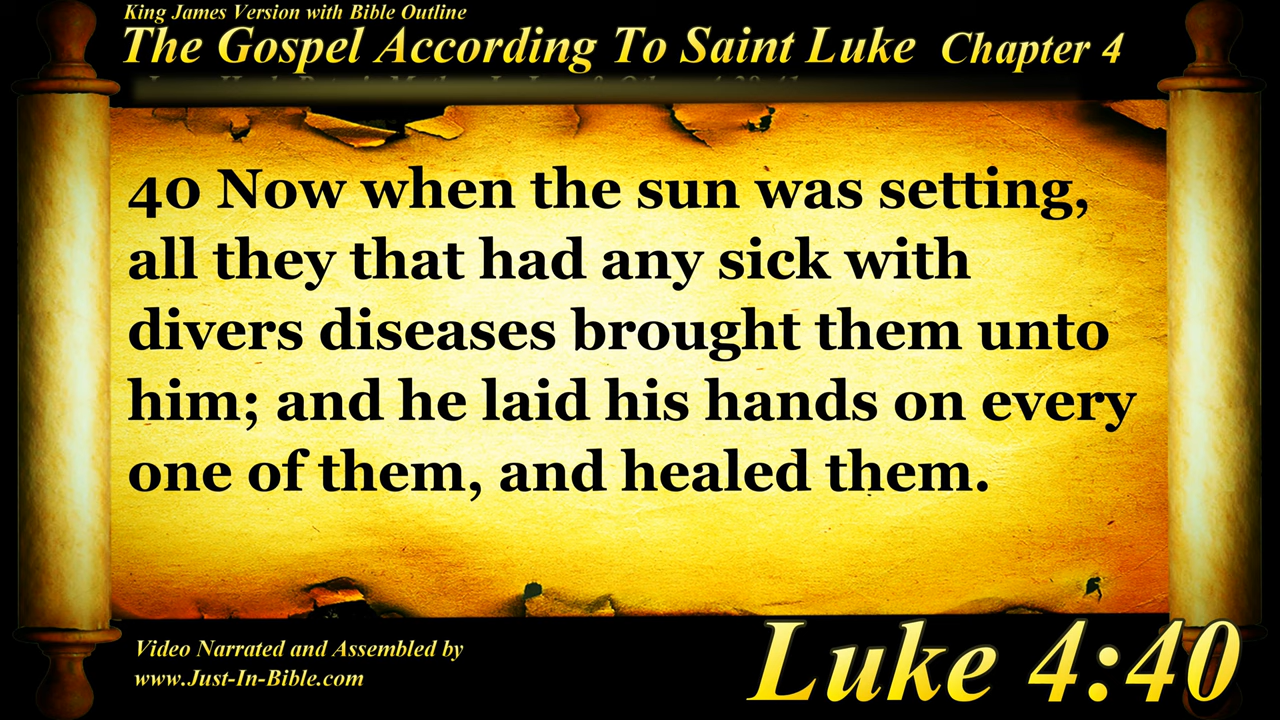 King James Version with Bible Outline
The Gospel According To Saint Luke Chapter 4
40 Now when the sun was setting,
all they that had any sick with
divers diseases brought them unto
him; and he laid his hands on every
one of them, and healed them.
Video Narrated and Assembled by
www.Just-In-Bible.com
Luke 4:40